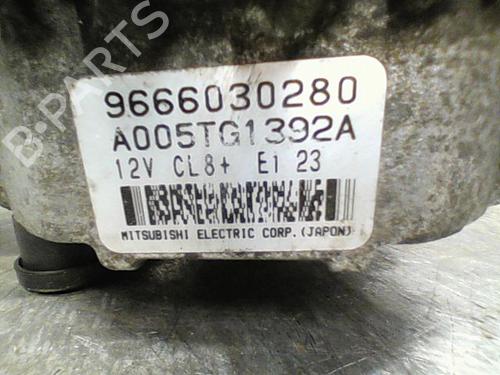 B-PARTS
9666030280
A005TG1392A
12V CL8+ E1 23
MITSUBISHI ELECTRIC CORP.(JAPON)